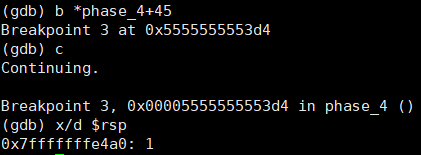 (gdb) b *phase_4+45
Breakpoint 3 at 0x5555555553d4
(gdb) c
Continuing.
Breakpoint 3, 0x00005555555553d4 in phase_4 ()
(gdb) x/d $rsp
0x7fffffffe4a0: 1